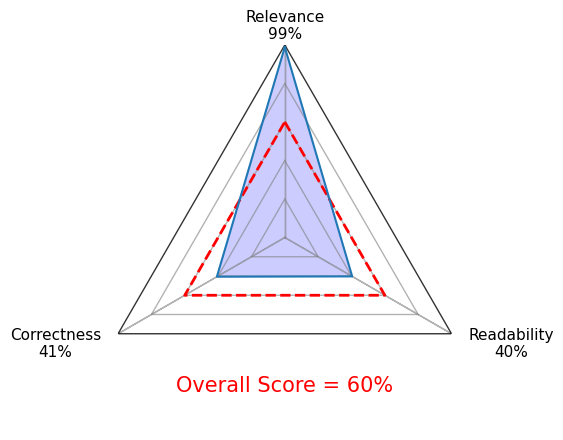 Relevance
99%
Correctness
41%
Readability
40%
Overall Score = 60%